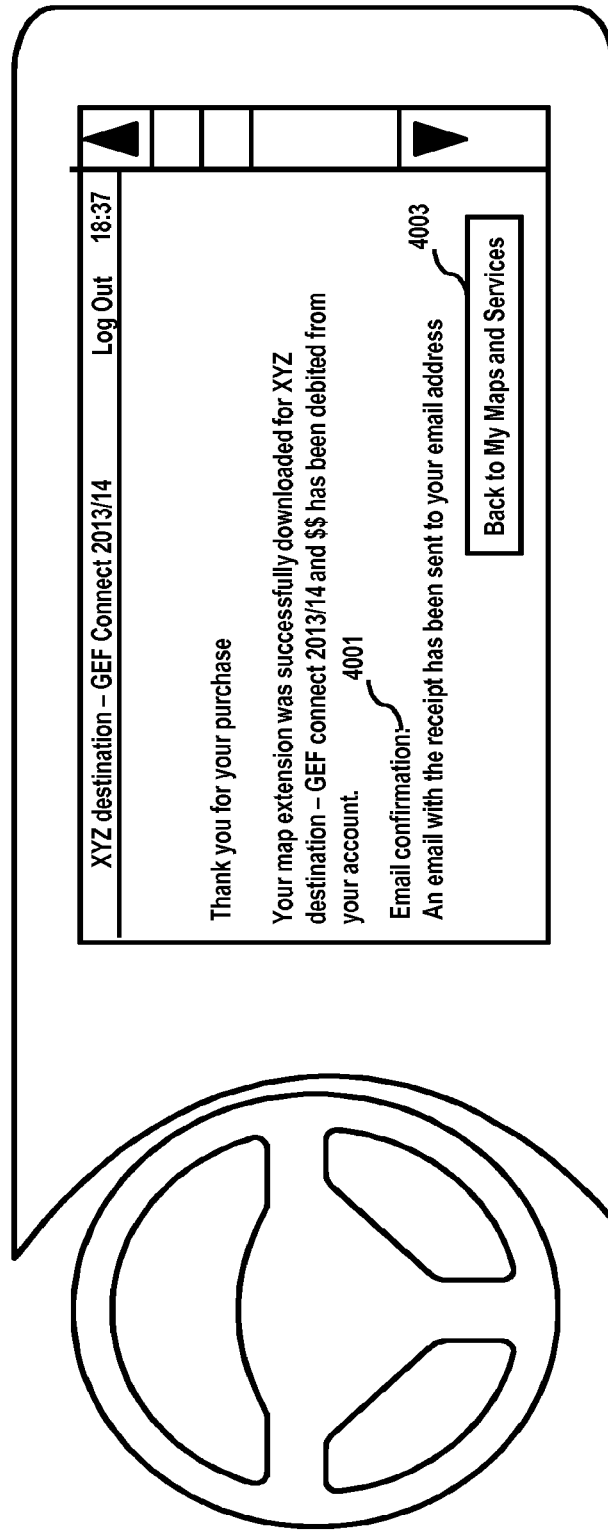 XYZ destination – GEF Connect 2013/14 Log Out 18:37
Thank you for your purchase
Your map extension was successfully downloaded for XYZ
destination – GEF connect 2013/14 and $$ has been debited from
your account.
4001
Email confirmation:
An email with the receipt has been sent to your email address
4003
Back to My Maps and Services